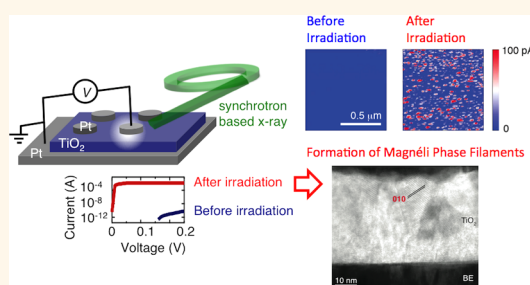 Before
Irradiation
After
Irradiation
100 pA
0
0.5 μm
V
synchrotron
based x-ray
Pt
Pt
TiO2
Formation of Magnéli Phase Filaments
Current (A)
10-4
10-8
10-12
After irradiation
Before irradiation
0 0.1 0.2
Voltage (V)
010
TiO2
10 nm
BE